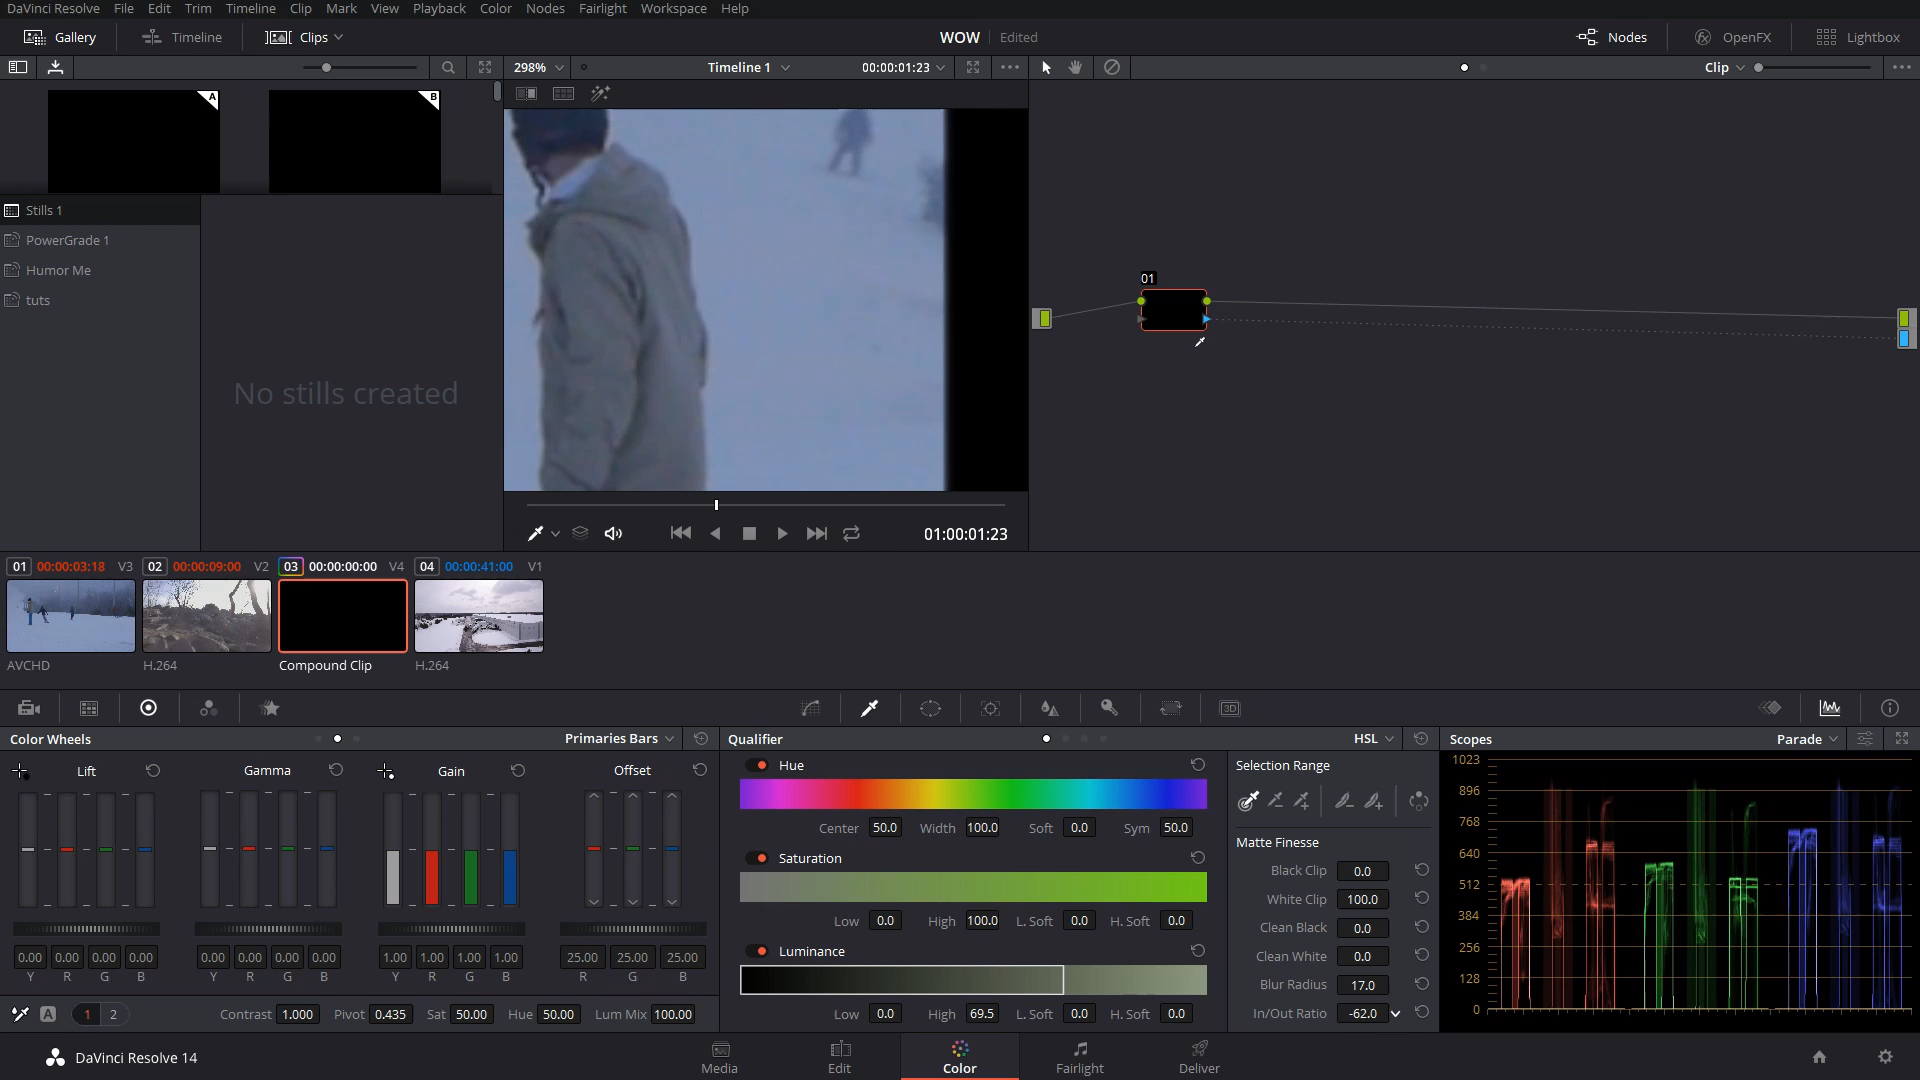 DaVinci Resolve File Edit Trim Timeline Clip Mark View Playback Color Nodes Fairlight Workspace Help
Gallery Timeline Clips WOW Edited Nodes OpenFX Lightbox
298% Timeline 1 00:00:01:23 Clip
A B
Stills 1
PowerGrade 1
Humor Me
tuts
No stills created
01
01:00:01:23
01 00:00:03:18 V3 02 00:00:09:00 V2 03 00:00:00:00 V4 04 00:00:41:00 V1
AVCHD H.264 Compound Clip H.264
3D
Color Wheels Primaries Bars Qualifier HSL Scopes Parade
Lift Gamma Gain Offset
0.00 0.00 0.00 0.00 0.00 0.00 0.00 0.00 1.00 1.00 1.00 1.00 25.00 25.00 25.00
Y R G B Y R G B Y R G B R G B
A 1 2 Contrast 1.000 Pivot 0.435 Sat 50.00 Hue 50.00 Lum Mix 100.00
Hue
Center 50.0 Width 100.0 Soft 0.0 Sym 50.0
Saturation
Low 0.0 High 100.0 L. Soft 0.0 H. Soft 0.0
Luminance
Low 0.0 High 69.5 L. Soft 0.0 H. Soft 0.0
Selection Range
Matte Finesse
Black Clip 0.0
White Clip 100.0
Clean Black 0.0
Clean White 0.0
Blur Radius 17.0
In/Out Ratio -62.0
1023
896
768
640
512
384
256
128
0
DaVinci Resolve 14 Media Edit Color Fairlight Deliver